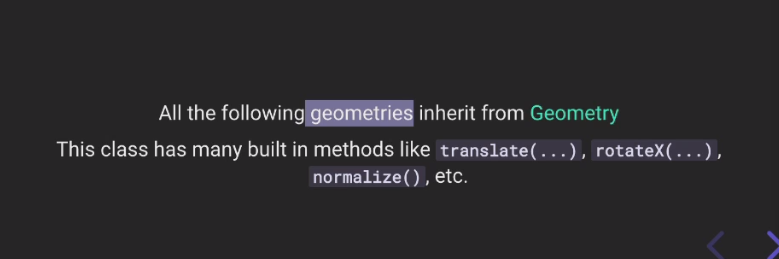 All the following geometries inherit from Geometry
This class has many built in methods like translate(...), rotateX(...),
normalize(), etc.